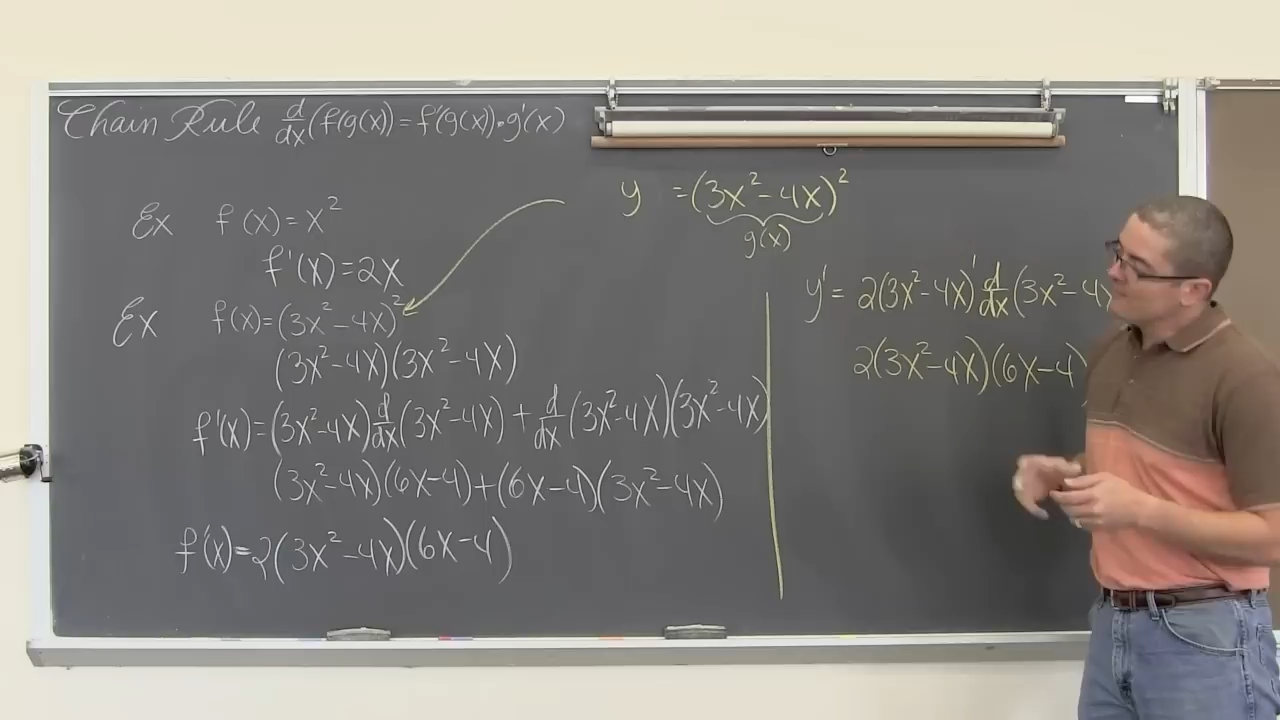 Chain Rule d/dx(f(g(x)) = f'(g(x))·g'(x)
Ex f(x) = x²
f'(x) = 2x
Ex f(x) = (3x² - 4x)²
(3x² - 4x)(3x² - 4x)
f'(x) = (3x² - 4x) d/dx (3x² - 4x) + d/dx (3x² - 4x)(3x² - 4x)
(3x² - 4x)(6x - 4) + (6x - 4)(3x² - 4x)
f'(x) = 2(3x² - 4x)(6x - 4)
y = (3x² - 4x)²
g(x)
y' = 2(3x² - 4x)' d/dx (3x² - 4x
2(3x² - 4x)(6x - 4)